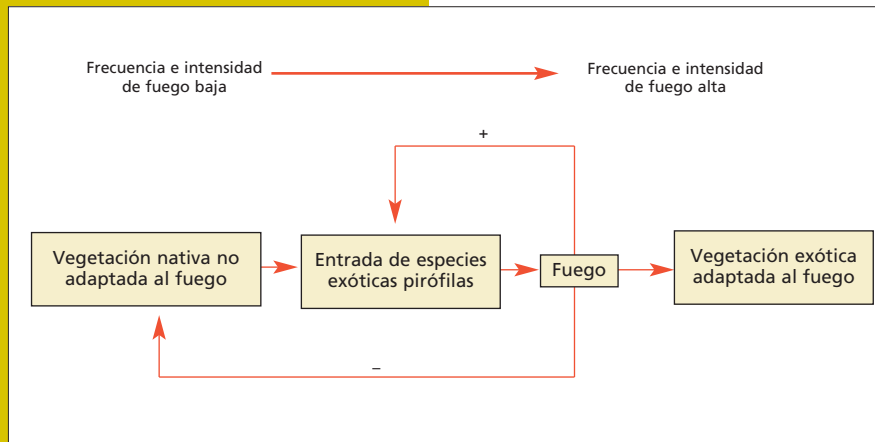 Frecuencia e intensidad
de fuego baja
Frecuencia e intensidad
de fuego alta
+
Vegetación nativa no
adaptada al fuego
Entrada de especies
exóticas pirófilas
Fuego
Vegetación exótica
adaptada al fuego
–